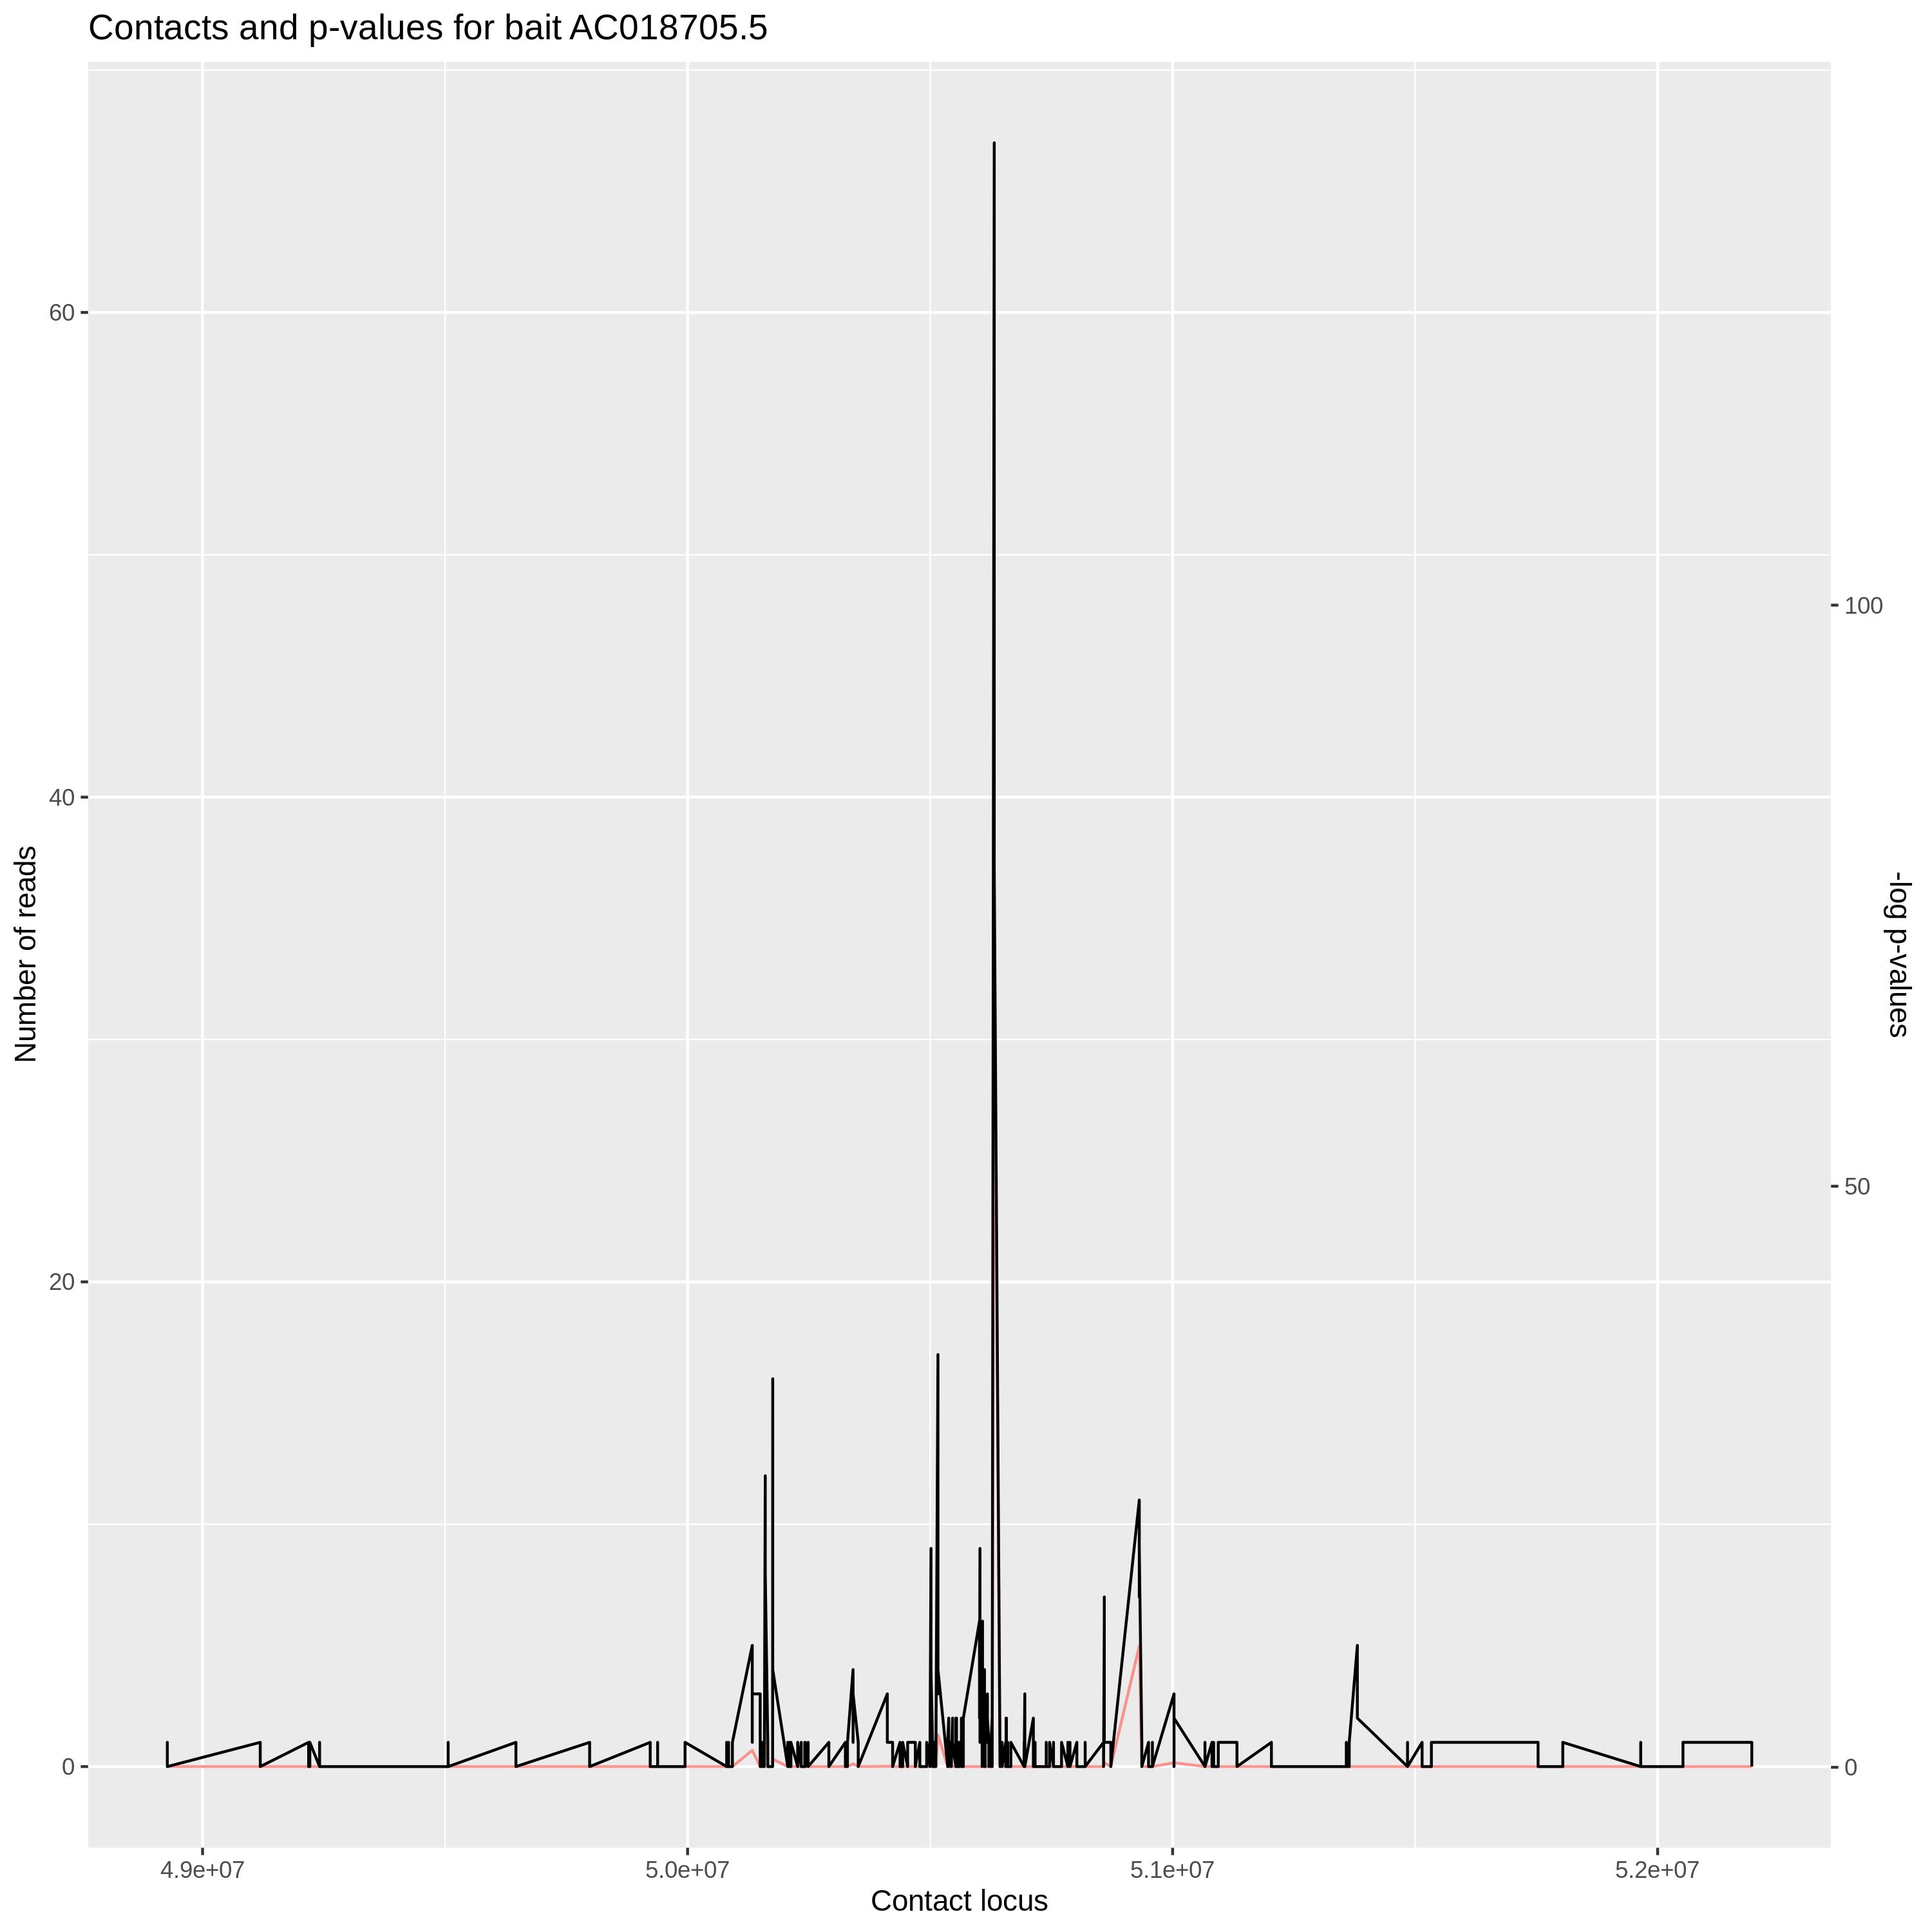 Contacts and p-values for bait AC018705.5
60
40
20
0
100
50
0
Number of reads
-log p-values
4.9e+07 5.0e+07 5.1e+07 5.2e+07
Contact locus